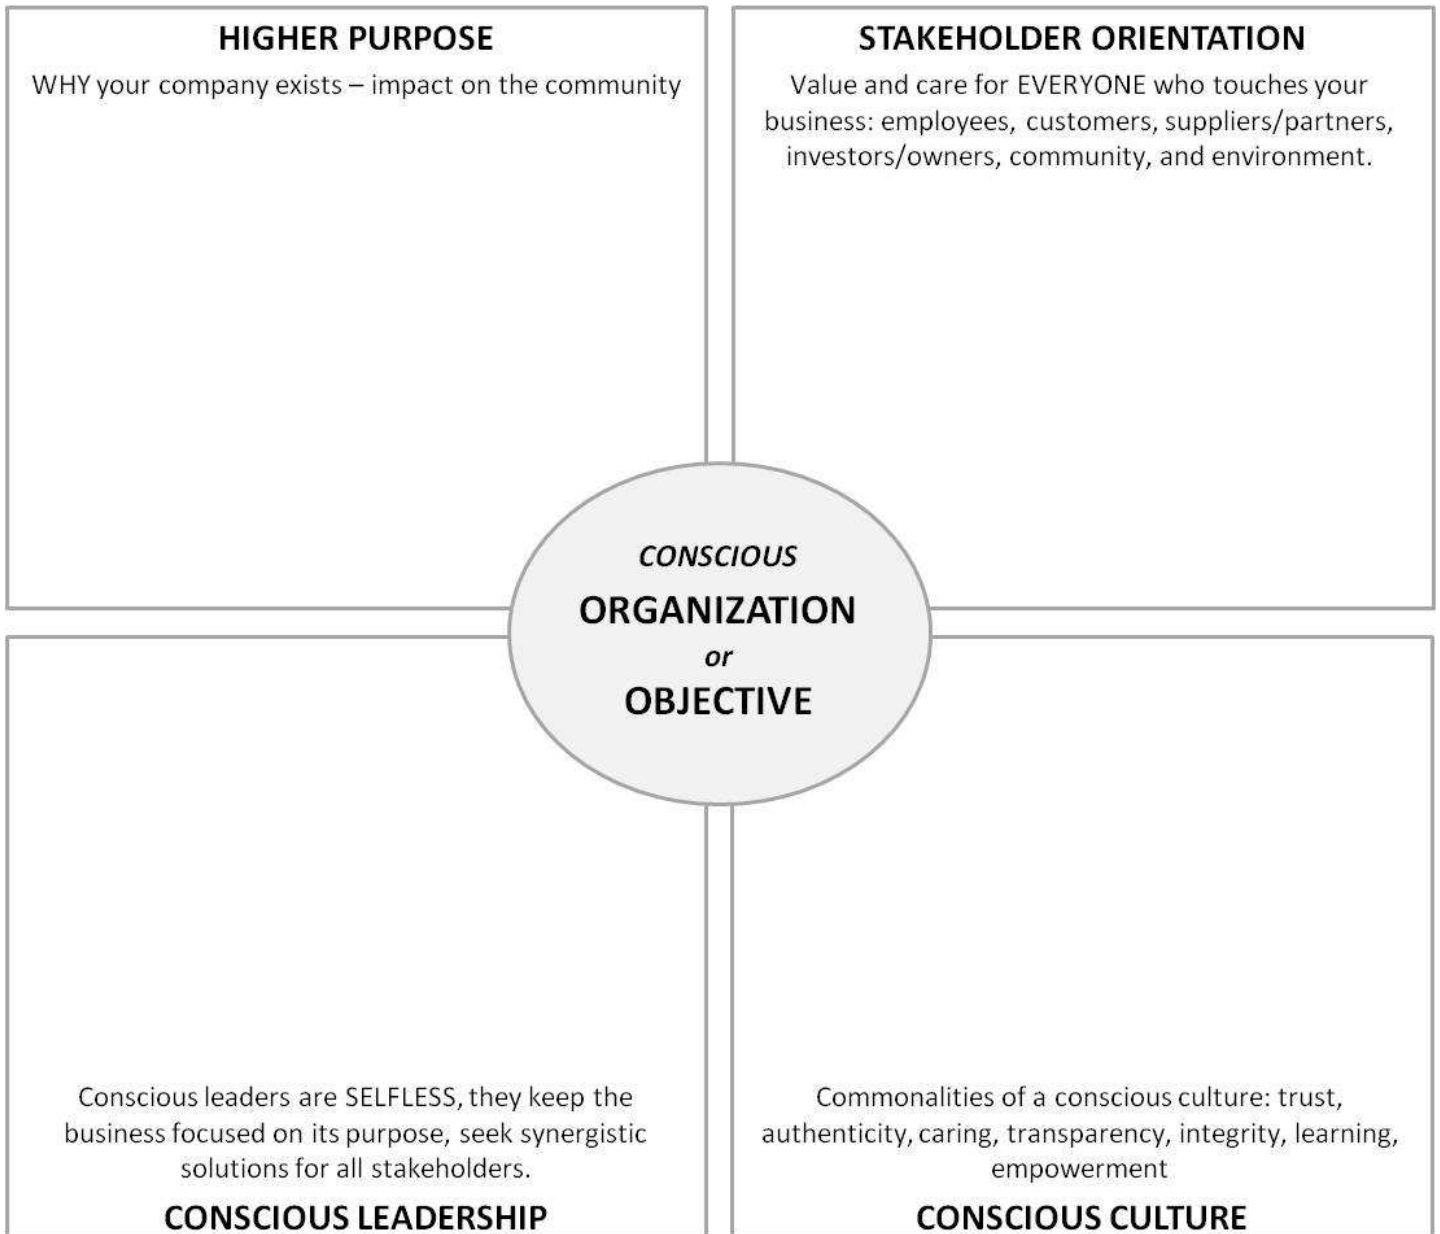 HIGHER PURPOSE
WHY your company exists – impact on the community
STAKEHOLDER ORIENTATION
Value and care for EVERYONE who touches your
business: employees, customers, suppliers/partners,
investors/owners, community, and environment.
CONSCIOUS
ORGANIZATION
or
OBJECTIVE
Conscious leaders are SELFLESS, they keep the
business focused on its purpose, seek synergistic
solutions for all stakeholders.
CONSCIOUS LEADERSHIP
Commonalities of a conscious culture: trust,
authenticity, caring, transparency, integrity, learning,
empowerment
CONSCIOUS CULTURE